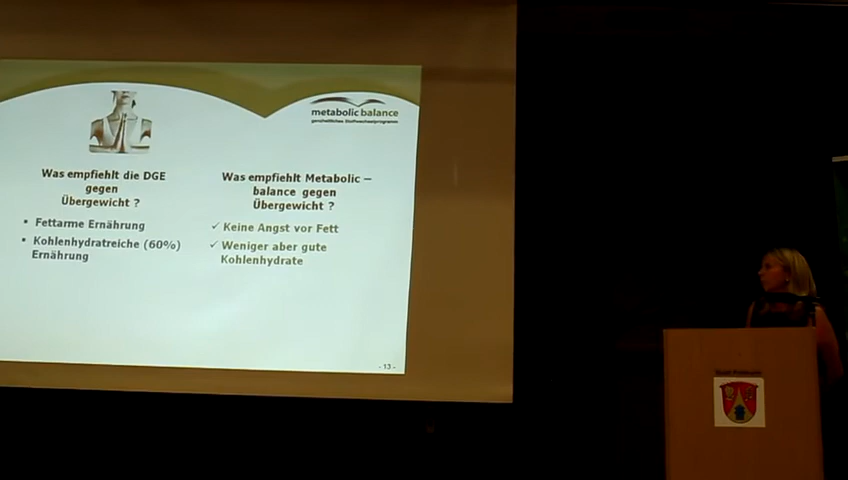 metabolic balance
ganzheitliches Stoffwechselprogramm
Was empfiehlt die DGE
gegen
Übergewicht ?
• Fettarme Ernährung
• Kohlenhydratreiche (60%)
Ernährung
Was empfiehlt Metabolic –
balance gegen
Übergewicht ?
✓ Keine Angst vor Fett
✓ Weniger aber gute
Kohlenhydrate
- 13 -